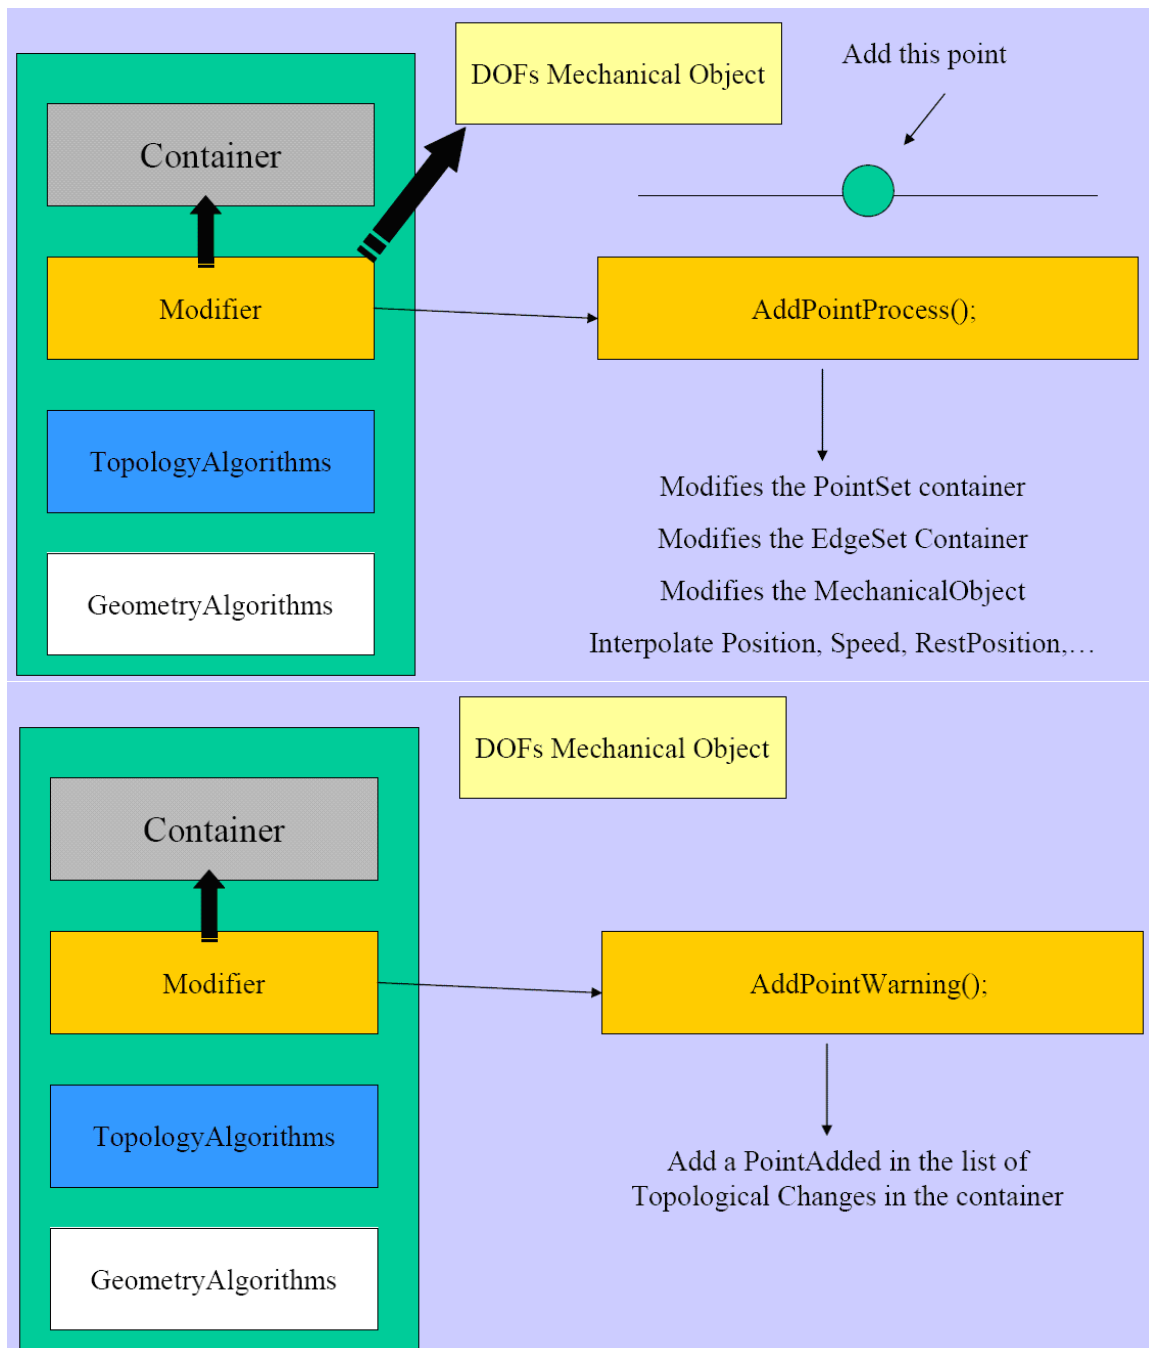 DOFs Mechanical Object
Add this point
Container
Modifier
AddPointProcess();
TopologyAlgorithms
Modifies the PointSet container
Modifies the EdgeSet Container
Modifies the MechanicalObject
GeometryAlgorithms
Interpolate Position, Speed, RestPosition,…
DOFs Mechanical Object
Container
Modifier
AddPointWarning();
TopologyAlgorithms
Add a PointAdded in the list of
Topological Changes in the container
GeometryAlgorithms